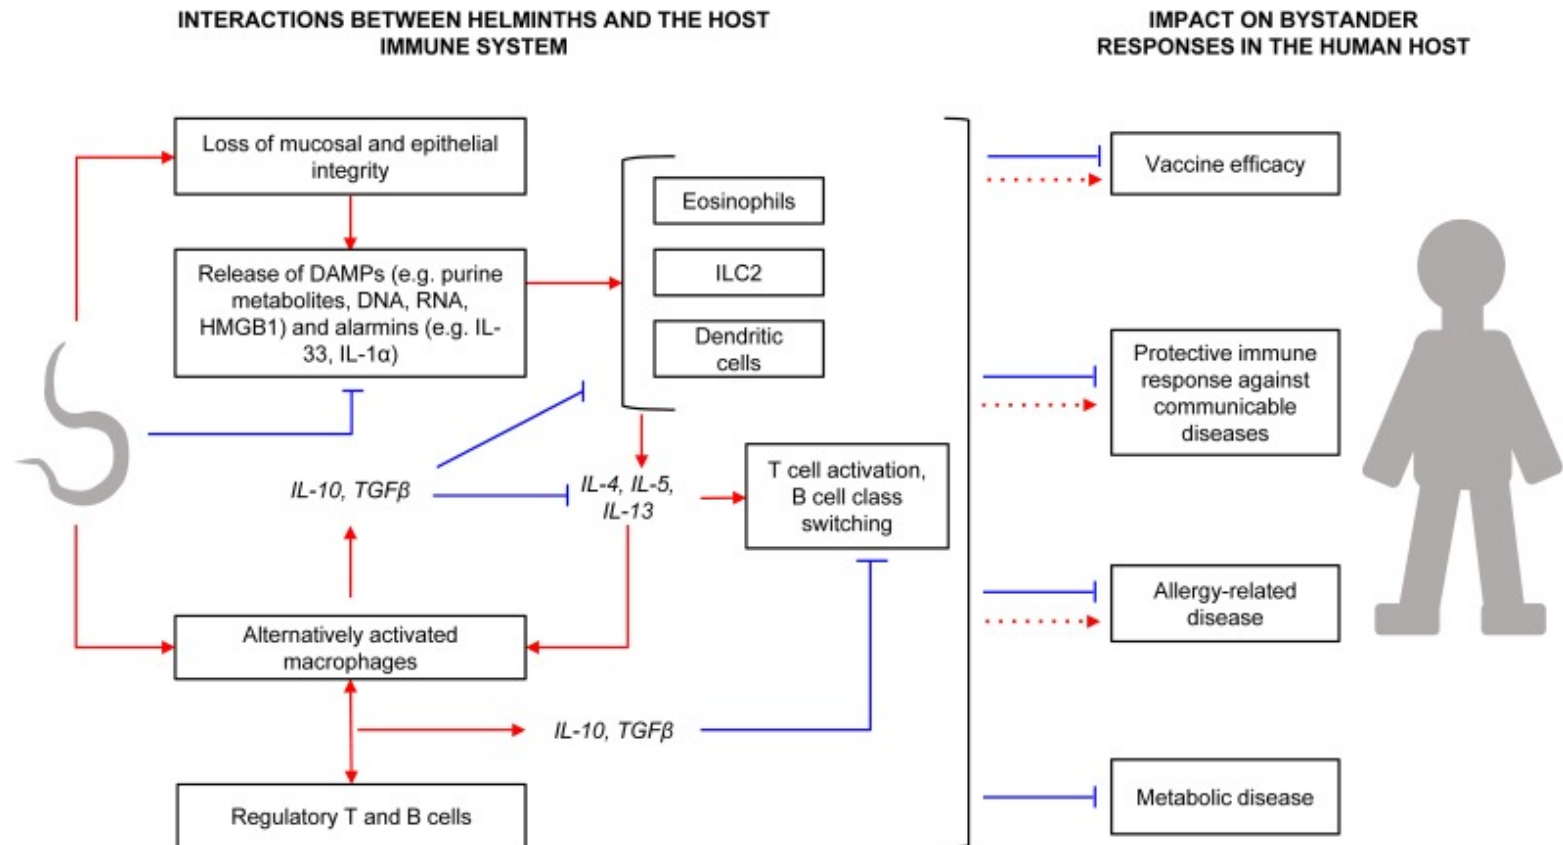 INTERACTIONS BETWEEN HELMINTHS AND THE HOST
IMMUNE SYSTEM
IMPACT ON BYSTANDER
RESPONSES IN THE HUMAN HOST
Loss of mucosal and epithelial
integrity
Release of DAMPs (e.g. purine
metabolites, DNA, RNA,
HMGB1) and alarmins (e.g. IL-
33, IL-1α)
Eosinophils
ILC2
Dendritic
cells
IL-10, TGFβ
IL-4, IL-5,
IL-13
T cell activation,
B cell class
switching
Alternatively activated
macrophages
IL-10, TGFβ
Regulatory T and B cells
Vaccine efficacy
Protective immune
response against
communicable
diseases
Allergy-related
disease
Metabolic disease